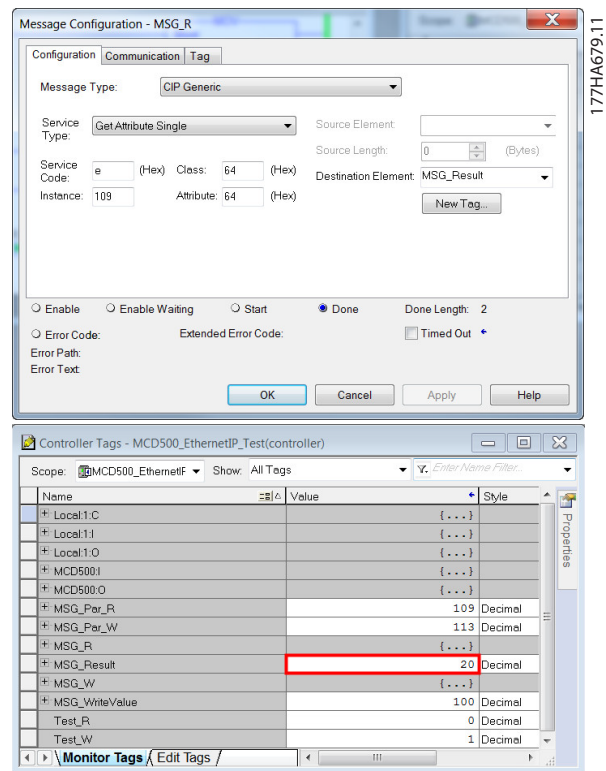 Message Configuration - MSG_R
X
177HA679.11
Configuration Communication Tag
Message Type: CIP Generic
Service Type: Get Attribute Single
Source Element:
Source Length: 0 (Bytes)
Service Code: e (Hex) Class: 64 (Hex)
Destination Element: MSG_Result
Instance: 109 Attribute: 64 (Hex)
New Tag...
Enable Enable Waiting Start Done Done Length: 2
Error Code: Extended Error Code: Timed Out
Error Path:
Error Text:
OK Cancel Apply Help
Controller Tags - MCD500_EthernetIP_Test(controller)
Scope: MCD500_EthernetIF Show: All Tags Enter Name Filter...
Name Value Style
Local:1:C {...}
Local:1:I {...}
Local:1:O {...}
MCD500:I {...}
MCD500:O {...}
MSG_Par_R 109 Decimal
MSG_Par_W 113 Decimal
MSG_R {...}
MSG_Result 20 Decimal
MSG_W {...}
MSG_WriteValue 100 Decimal
Test_R 0 Decimal
Test_W 1 Decimal
Monitor Tags Edit Tags
Properties